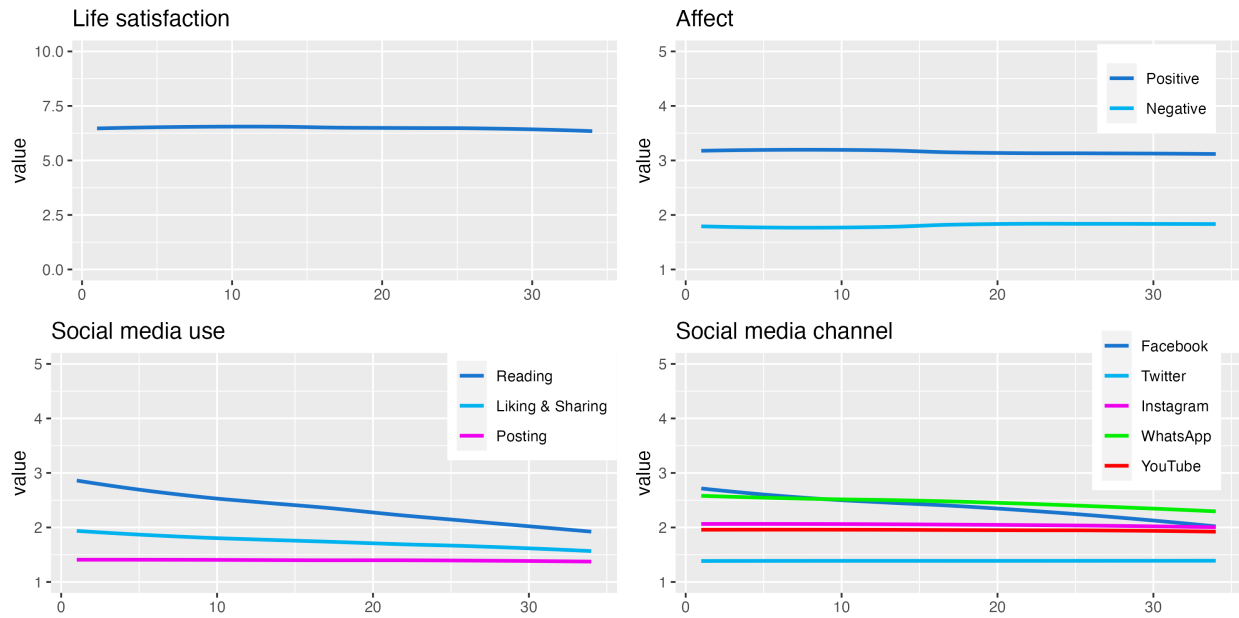 Life satisfaction
10.0
7.5
5.0
2.5
0.0
value
0 10 20 30
Affect
5
4
3
2
1
value
0 10 20 30
Positive
Negative
Social media use
5
4
3
2
1
value
0 10 20 30
Reading
Liking & Sharing
Posting
Social media channel
5
4
3
2
1
value
0 10 20 30
Facebook
Twitter
Instagram
WhatsApp
YouTube